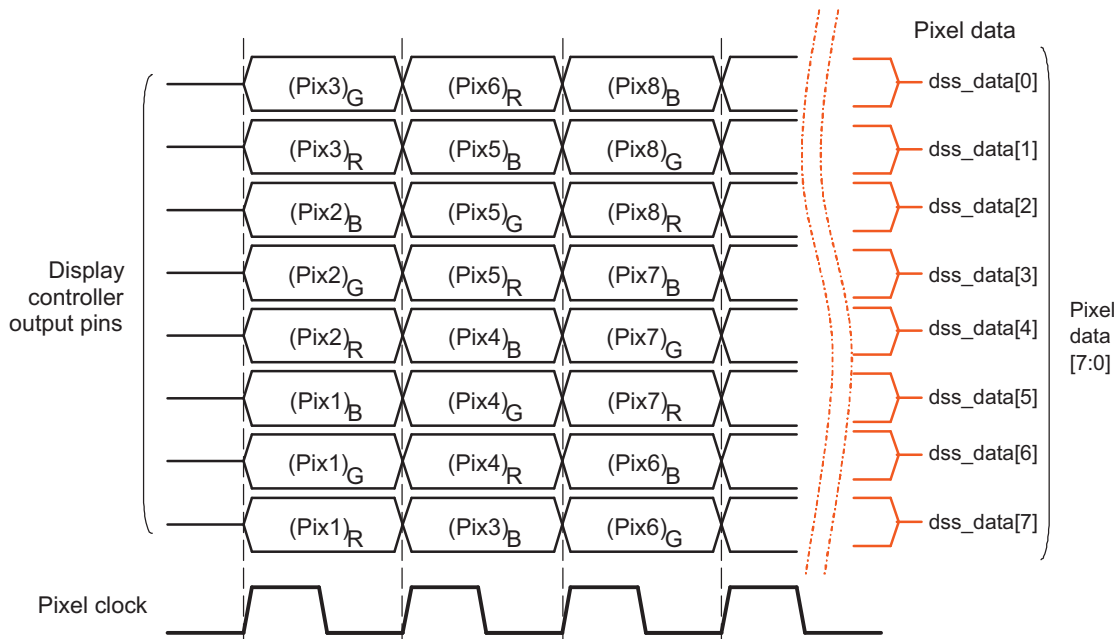 Pixel data
(Pix3)G (Pix6)R (Pix8)B dss_data[0]
(Pix3)R (Pix5)B (Pix8)G dss_data[1]
(Pix2)B (Pix5)G (Pix8)R dss_data[2]
Display
controller
output pins
(Pix2)G (Pix5)R (Pix7)B dss_data[3]
(Pix2)R (Pix4)B (Pix7)G dss_data[4]
Pixel
data
[7:0]
(Pix1)B (Pix4)G (Pix7)R dss_data[5]
(Pix1)G (Pix4)R (Pix6)B dss_data[6]
(Pix1)R (Pix3)B (Pix6)G dss_data[7]
Pixel clock